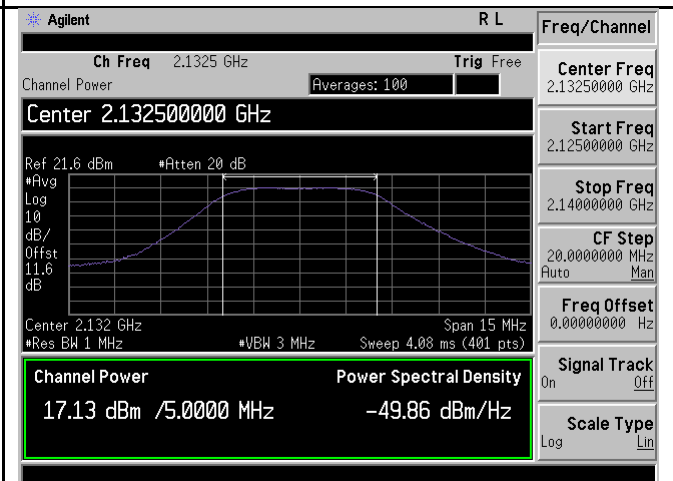 Agilent R L
Ch Freq 2.1325 GHz Trig Free
Channel Power Averages: 100
Center 2.132500000 GHz
Ref 21.6 dBm #Atten 20 dB
#Avg
Log
10
dB/
Offst
11.6
dB
Center 2.132 GHz Span 15 MHz
#Res BW 1 MHz #VBW 3 MHz Sweep 4.08 ms (401 pts)
Channel Power Power Spectral Density
17.13 dBm /5.0000 MHz -49.86 dBm/Hz
Freq/Channel
Center Freq
2.13250000 GHz
Start Freq
2.12500000 GHz
Stop Freq
2.14000000 GHz
CF Step
20.0000000 MHz
Auto Man
Freq Offset
0.00000000 Hz
Signal Track
On Off
Scale Type
Log Lin